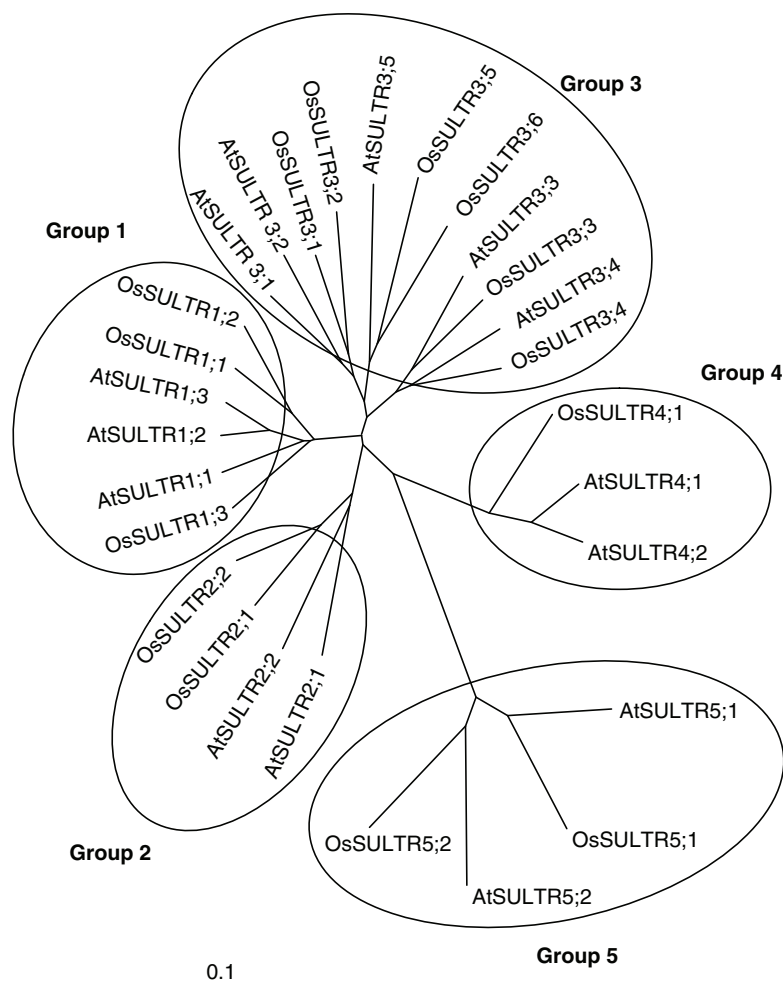 Group 3
AtSULTR 3;1
AtSULTR 3;2
OsSULTR3;1
OsSULTR3;2
AtSULTR3;5
OsSULTR3;5
OsSULTR3;6
AtSULTR3;3
OsSULTR3;3
AtSULTR3;4
OsSULTR3;4
Group 1
OsSULTR1;2
OsSULTR1;1
AtSULTR1;3
AtSULTR1;2
AtSULTR1;1
OsSULTR1;3
Group 4
OsSULTR4;1
AtSULTR4;1
AtSULTR4;2
OsSULTR2;2
OsSULTR2;1
AtSULTR2;2
AtSULTR2;1
Group 2
AtSULTR5;1
OsSULTR5;1
OsSULTR5;2
AtSULTR5;2
Group 5
0.1